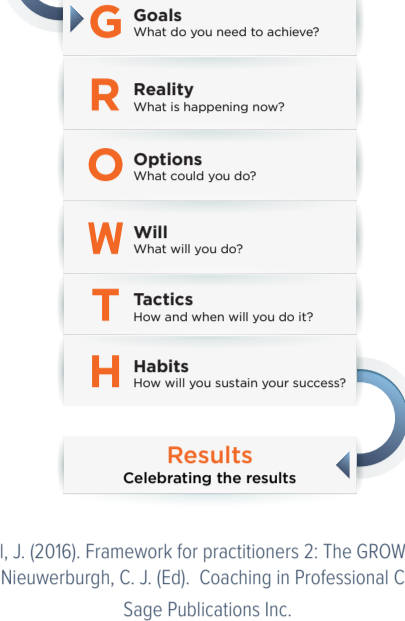 G Goals
What do you need to achieve?
R Reality
What is happening now?
O Options
What could you do?
W Will
What will you do?
T Tactics
How and when will you do it?
H Habits
How will you sustain your success?
Results
Celebrating the results
l, J. (2016). Framework for practitioners 2: The GROW
Nieuwerburgh, C. J. (Ed). Coaching in Professional C
Sage Publications Inc.